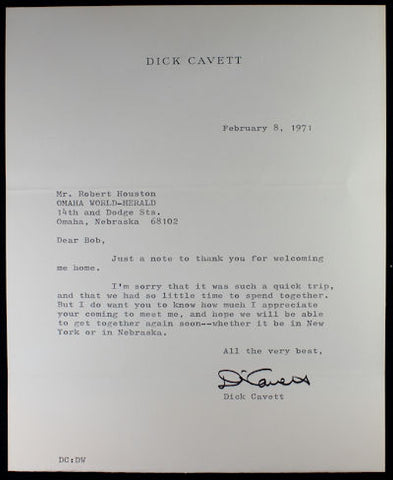 DICK CAVETT
February 8, 1971
Mr. Robert Houston
OMAHA WORLD-HERALD
14th and Dodge Sts.
Omaha, Nebraska 68102
Dear Bob,
Just a note to thank you for welcoming
me home.
I'm sorry that it was such a quick trip,
and that we had so little time to spend together.
But I do want you to know how much I appreciate
your coming to meet me, and hope we will be able
to get together again soon--whether it be in New
York or in Nebraska.
All the very best,
D. Cavett
Dick Cavett
DC:DW